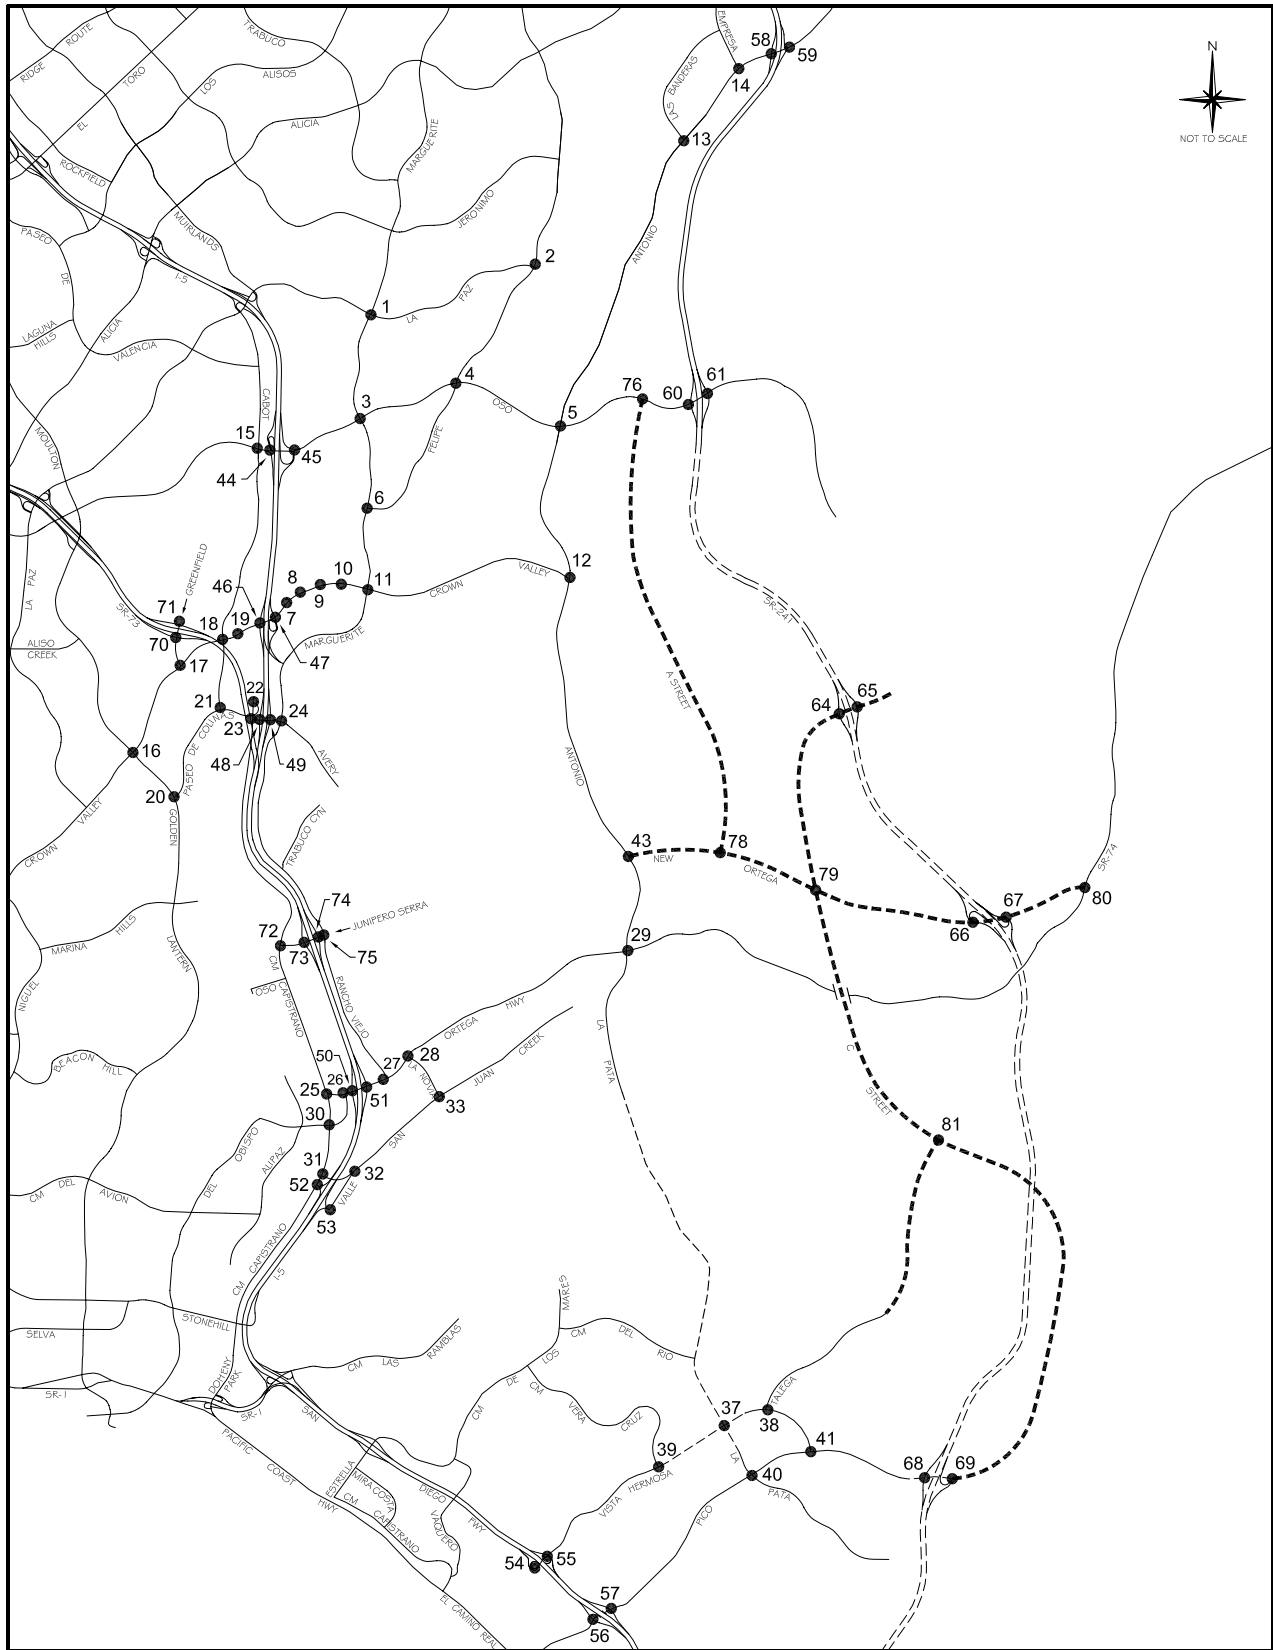 TRABUCO
EMPRESA
58
59
ROUTE
RIDGE
TORO
LOS
ALISOS
14
LAS BANDERAS
N
NOT TO SCALE
EL
ALICIA
MARGUERITE
13
ROCKFIELD
JERONIMO
MUIRLANDS
PASEO
DE
ANTONIO
2
I-5
1
LA
PAZ
LAGUNA
HILLS
ALICIA
VALENCIA
CABOT
3
4
OSO
5
76
60
61
MOULTON
15
44
45
FELIPE
6
GREENFIELD
LA PAZ
SR-73
46
8
9
10
11
CROWN
VALLEY
12
71
70
18
19
7
47
MARGUERITE
SR-241
ALISO
CREEK
17
A STREET
21
22
23
24
48
49
PASEO DE COLINAS
AVERY
64
65
16
20
GOLDEN
ANTONIO
VALLEY
CROWN
TRABUCO CYN
43
NEW
78
ORTEGA
79
SR-74
80
67
66
74
JUNIPERO SERRA
72
73
75
MARINA
HILLS
LANTERN
29
CM
CAPISTRANO
OSO
RANCHO VIEJO
NIGUEL
ORTEGA
HWY
LA
PATA
CREEK
JUAN
C
STREET
BEACON
HILL
50
27
28
LA NOVIA
25
26
51
33
30
81
OBISPO
DEL
ALIPAZ
SAN
31
32
52
VALLE
53
CM
DEL
AVION
CM
CAPISTRANO
I-5
MARES
STONEHILL
SELVA
CM
DEL
RIO
LOS
DE
CM
CM
LAS
RAMBLAS
DOHENY
PARK
SR-1
SR-1
SAN
CM
VERA
CRUZ
37
38
TALEGA
PACIFIC
COAST
HWY
39
LA
41
40
PATA
68
69
ESTRELLA
MIRA COSTA
CM
CAPISTRANO
DIEGO
FWY
VAQUERO
VISTA
HERMOSA
PICO
54
55
57
56
EL CAMINO REAL